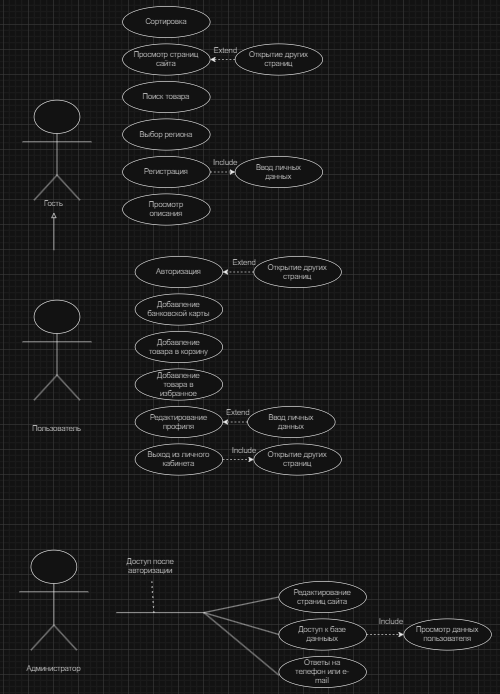 Сортировка
Просмотр страниц
сайта
Extend
Открытие других
страниц
Поиск товара
Выбор региона
Регистрация
Include
Ввод личных
данных
Просмотр
описания
Гость
Авторизация
Extend
Открытие других
страниц
Добавление
банковской карты
Добавление
товара в корзину
Добавление
товара в
избранное
Редактирование
профиля
Extend
Ввод личных
данных
Пользователь
Выход из личного
кабинета
Include
Открытие других
страниц
Доступ после
авторизации
Редактирование
страниц сайта
Доступ к базе
данных
Include
Просмотр данных
пользователя
Ответы на
телефон или e-
mail
Администратор